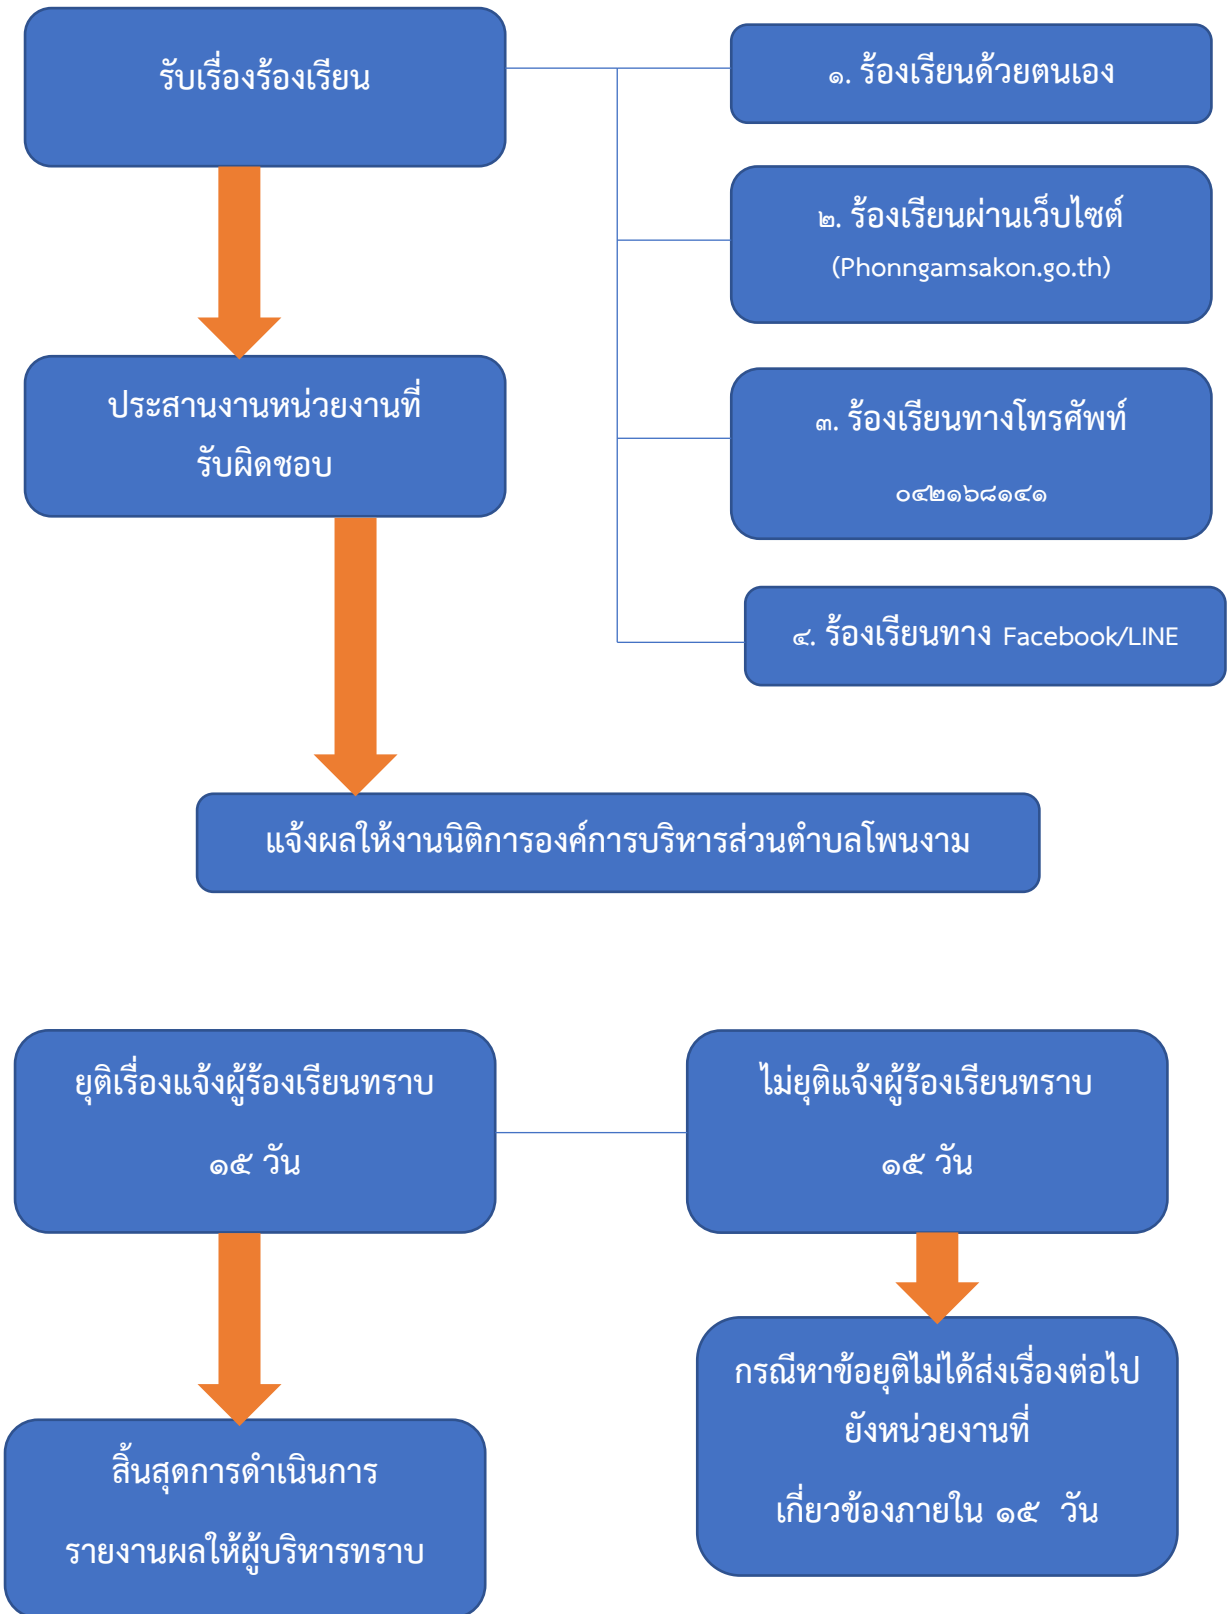 รับเรื่องร้องเรียน
๑. ร้องเรียนด้วยตนเอง
๒. ร้องเรียนผ่านเว็บไซต์
(Phonngamsakon.go.th)
ประสานงานหน่วยงานที่
รับผิดชอบ
๓. ร้องเรียนทางโทรศัพท์
๐๔๒๑๖๘๑๔๑
๔. ร้องเรียนทาง Facebook/LINE
แจ้งผลให้งานนิติการองค์การบริหารส่วนตำบลโพนงาม
ยุติเรื่องแจ้งผู้ร้องเรียนทราบ
๑๕ วัน
ไม่ยุติแจ้งผู้ร้องเรียนทราบ
๑๕ วัน
สิ้นสุดการดำเนินการ
รายงานผลให้ผู้บริหารทราบ
กรณีหาข้อยุติไม่ได้ส่งเรื่องต่อไป
ยังหน่วยงานที่
เกี่ยวข้องภายใน ๑๕ วัน